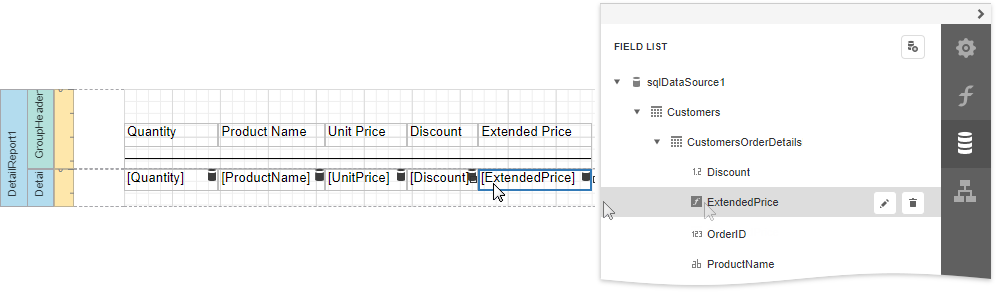 DetailReport1
GroupHeader
Detai
Quantity Product Name Unit Price Discount Extended Price
[Quantity] [ProductName] [UnitPrice] [Discount] [ExtendedPrice]
FIELD LIST
sqlDataSource1
Customers
CustomersOrderDetails
1.2 Discount
f ExtendedPrice
123 OrderID
ab ProductName